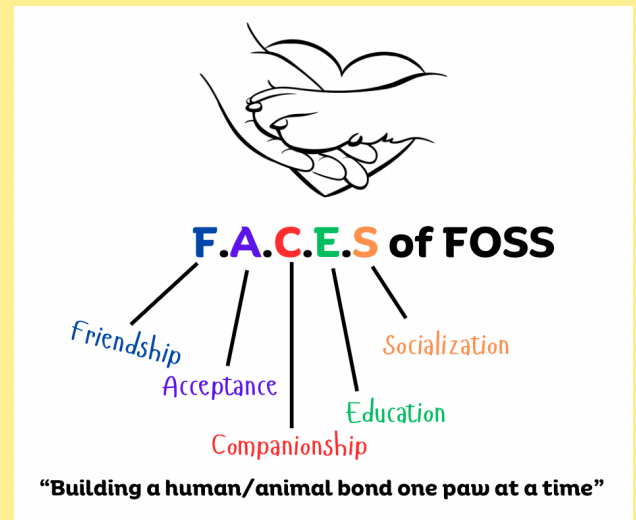 F.A.C.E.S of FOSS
Friendship
Acceptance
Companionship
Education
Socialization
“Building a human/animal bond one paw at a time”